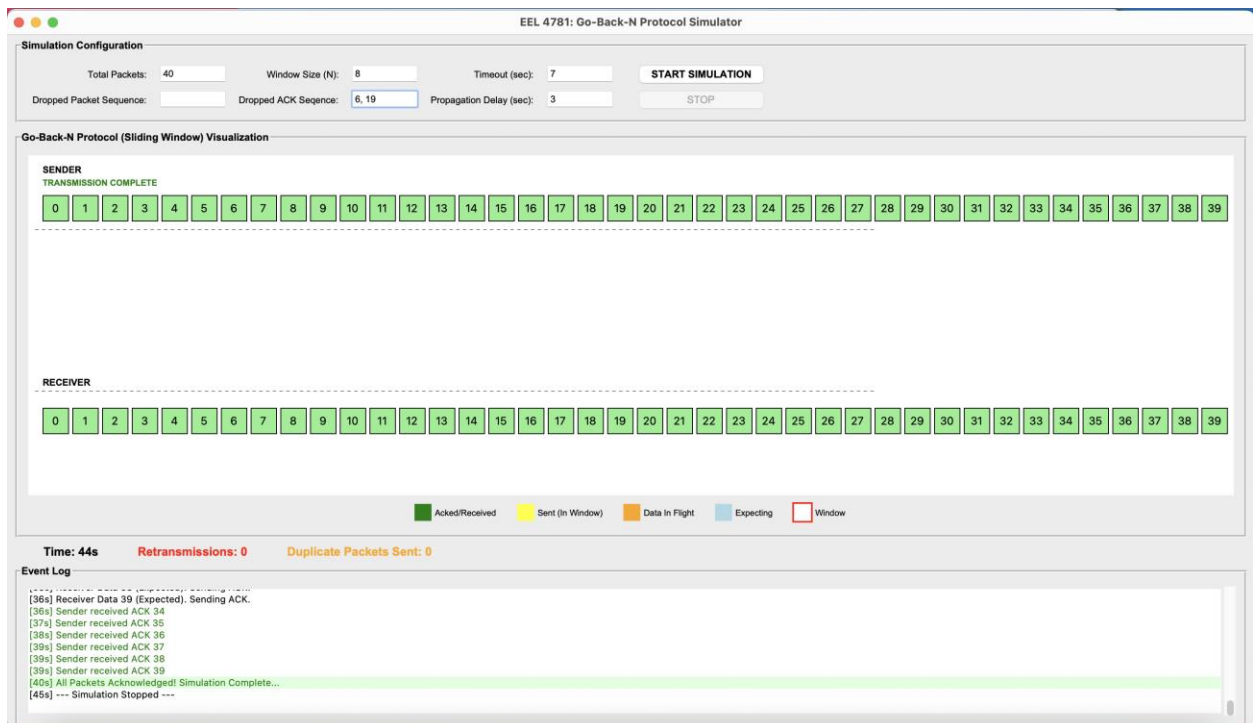 EEL 4781: Go-Back-N Protocol Simulator
Simulation Configuration
Total Packets: 40 Window Size (N): 8 Timeout (sec): 7 START SIMULATION
Dropped Packet Sequence: Dropped ACK Seqence: 6, 19 Propagation Delay (sec): 3 STOP
Go-Back-N Protocol (Sliding Window) Visualization
SENDER
TRANSMISSION COMPLETE
0 1 2 3 4 5 6 7 8 9 10 11 12 13 14 15 16 17 18 19 20 21 22 23 24 25 26 27 28 29 30 31 32 33 34 35 36 37 38 39
RECEIVER
0 1 2 3 4 5 6 7 8 9 10 11 12 13 14 15 16 17 18 19 20 21 22 23 24 25 26 27 28 29 30 31 32 33 34 35 36 37 38 39
Acked/Received Sent (In Window) Data In Flight Expecting Window
Time: 44s Retransmissions: 0 Duplicate Packets Sent: 0
Event Log
[36s] Receiver Data 39 (Expected). Sending ACK.
[36s] Sender received ACK 34
[37s] Sender received ACK 35
[38s] Sender received ACK 36
[39s] Sender received ACK 37
[39s] Sender received ACK 38
[39s] Sender received ACK 39
[40s] All Packets Acknowledged! Simulation Complete...
[45s] --- Simulation Stopped ---